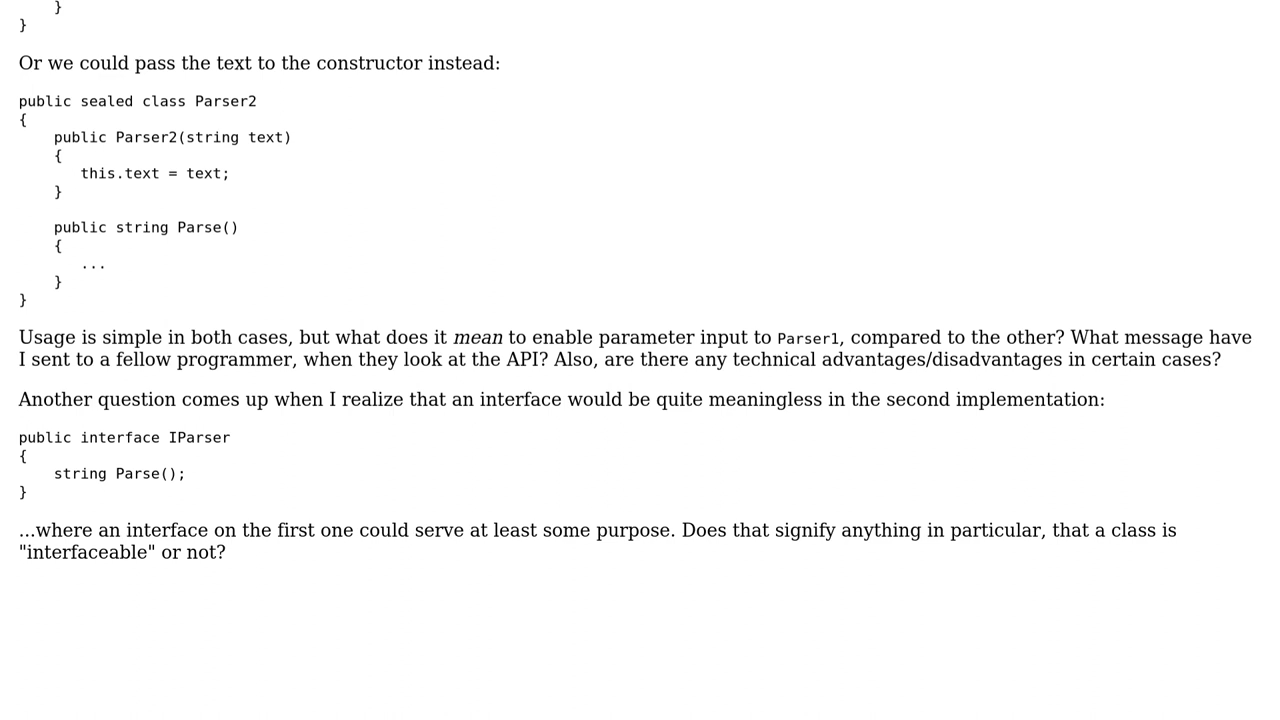 }
}
Or we could pass the text to the constructor instead:
public sealed class Parser2
{
    public Parser2(string text)
    {
       this.text = text;
    }
    public string Parse()
    {
       ...
    }
}
Usage is simple in both cases, but what does it mean to enable parameter input to Parser1, compared to the other? What message have
I sent to a fellow programmer, when they look at the API? Also, are there any technical advantages/disadvantages in certain cases?
Another question comes up when I realize that an interface would be quite meaningless in the second implementation:
public interface IParser
{
    string Parse();
}
...where an interface on the first one could serve at least some purpose. Does that signify anything in particular, that a class is
"interfaceable" or not?